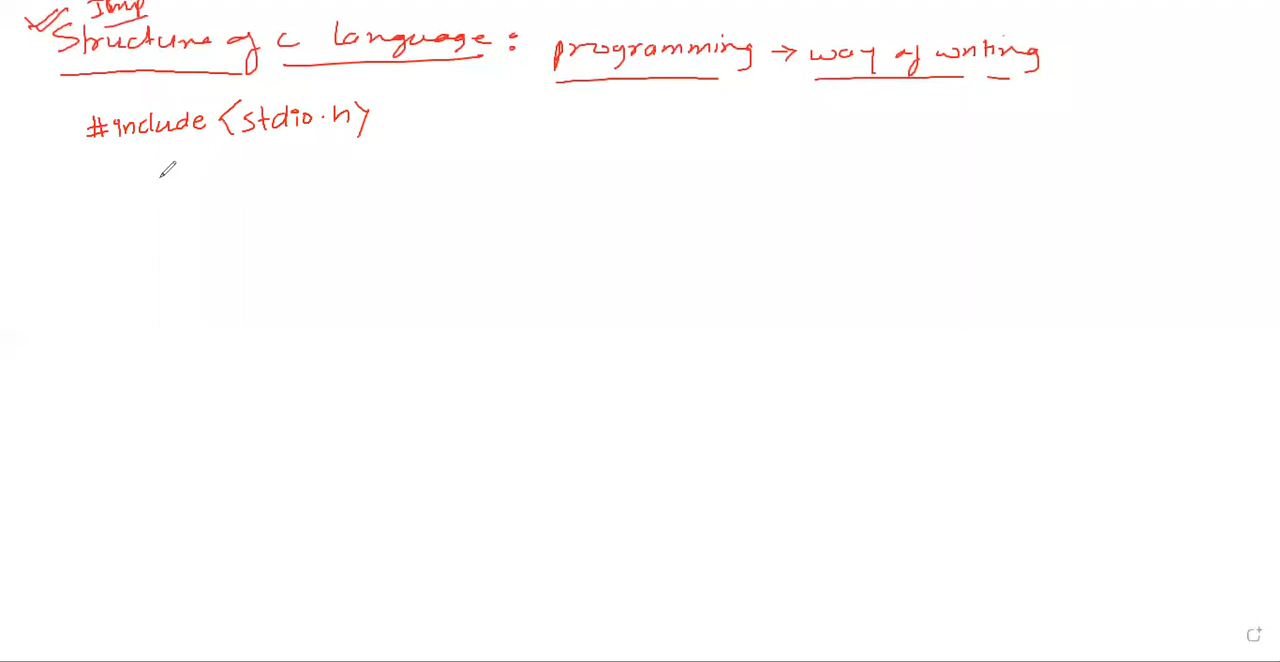 Imp
Structure of c language : programming → way of writing
#include <stdio.h>